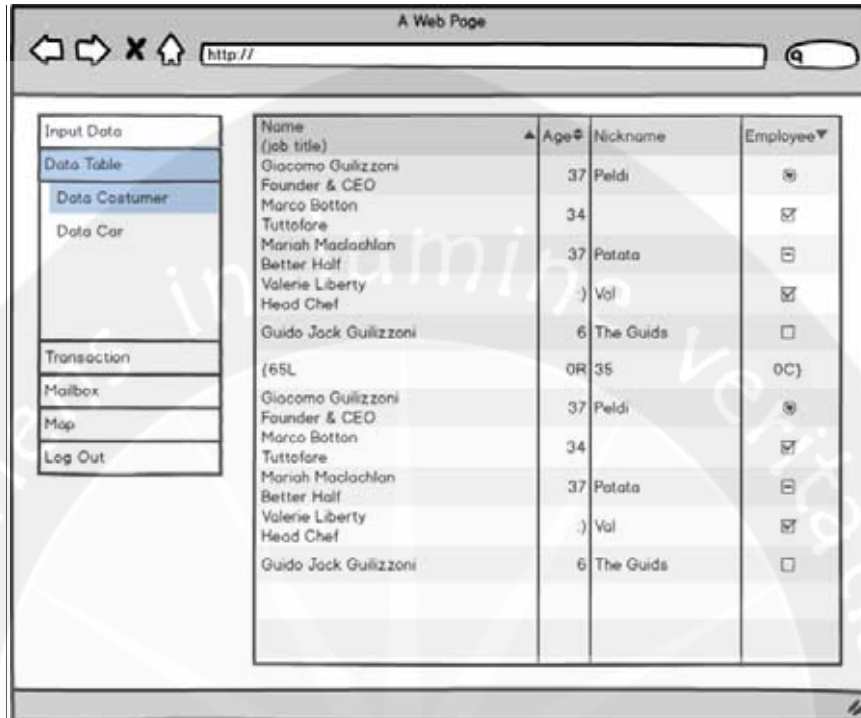 A Web Page
http://
Input Data
Data Table
Data Costumer
Data Car
Transaction
Mailbox
Map
Log Out
Name
(job title)
Age
Nickname
Employee
Giacomo Guilizzoni
Founder & CEO
37
Peldi
Marco Botton
Tuttofare
34
Mariah Maclachlan
Better Half
37
Patata
Valerie Liberty
Head Chef
:)
Val
Guido Jack Guilizzoni
6
The Guids
{65L
0R
35
0C}
Giacomo Guilizzoni
Founder & CEO
37
Peldi
Marco Botton
Tuttofare
34
Mariah Maclachlan
Better Half
37
Patata
Valerie Liberty
Head Chef
:)
Val
Guido Jack Guilizzoni
6
The Guids
in lumine verita